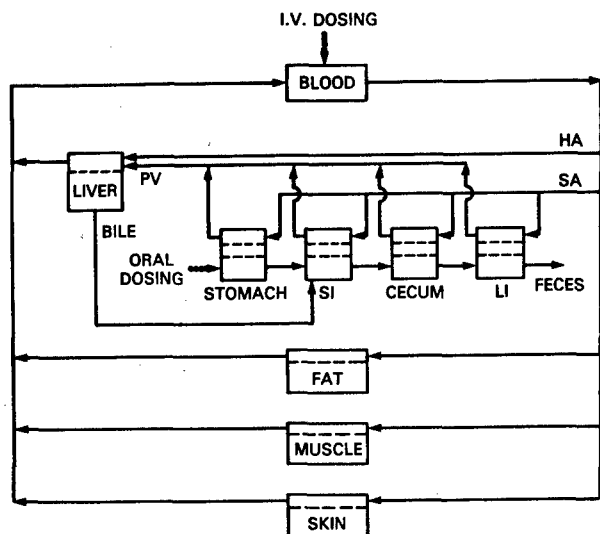 I.V. DOSING
BLOOD
HA
LIVER
PV
SA
BILE
ORAL
DOSING
STOMACH
SI
CECUM
LI
FECES
FAT
MUSCLE
SKIN